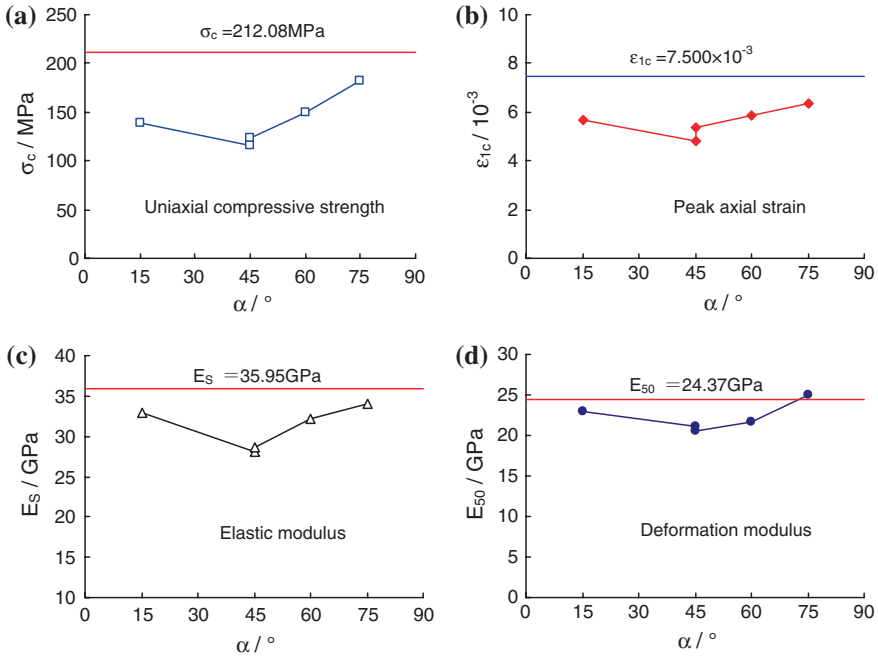 (a)
250
200
150
100
50
0
σc / MPa
σc =212.08MPa
Uniaxial compressive strength
0 15 30 45 60 75 90
α / °
(b)
10
8
6
4
2
0
ε1c / 10-3
ε1c =7.500×10-3
Peak axial strain
0 15 30 45 60 75 90
α / °
(c)
40
35
30
25
20
15
10
ES / GPa
ES =35.95GPa
Elastic modulus
0 15 30 45 60 75 90
α / °
(d)
30
25
20
15
10
5
0
E50 / GPa
E50 =24.37GPa
Deformation modulus
0 15 30 45 60 75 90
α / °